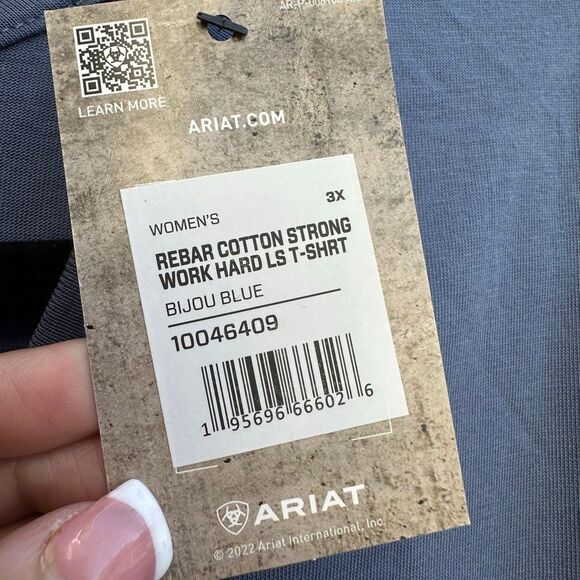 LEARN MORE
ARIAT.COM
WOMEN'S 3X
REBAR COTTON STRONG
WORK HARD LS T-SHRT
BIJOU BLUE
10046409
1 95696 66602 6
ARIAT
© 2022 Ariat International, Inc.